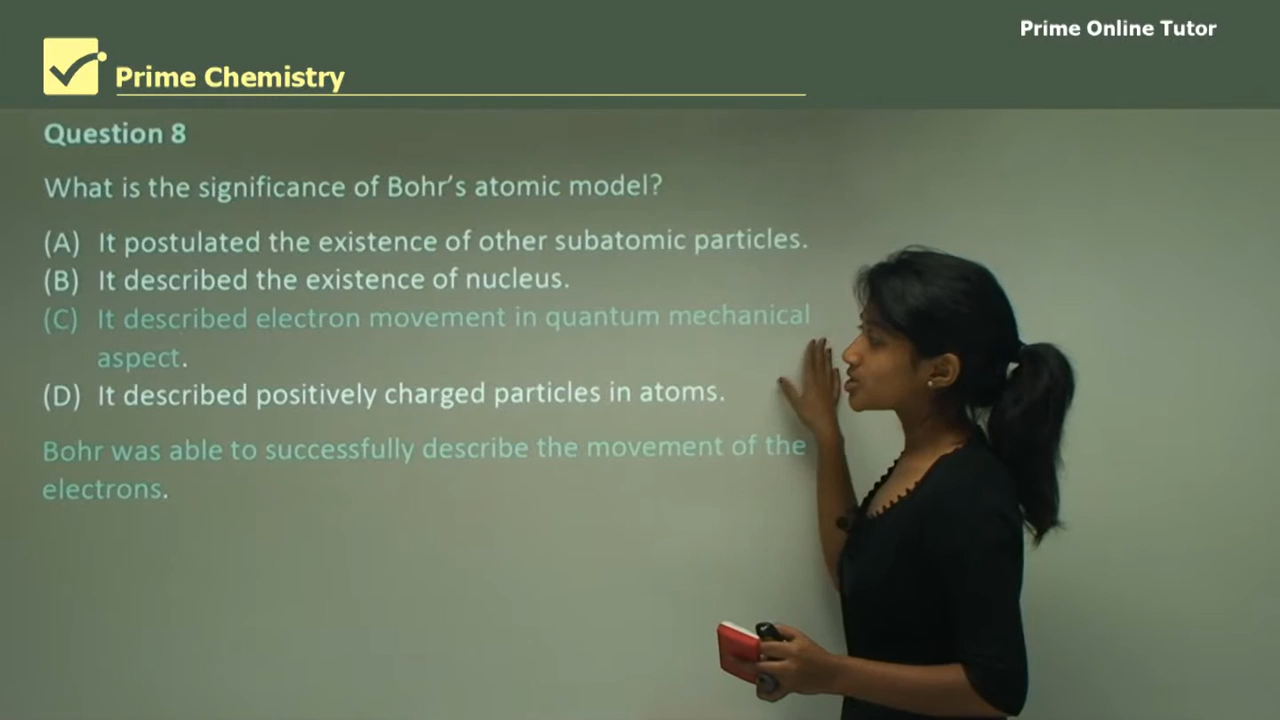 Prime Online Tutor
Prime Chemistry
Question 8
What is the significance of Bohr's atomic model?
(A) It postulated the existence of other subatomic particles.
(B) It described the existence of nucleus.
(C) It described electron movement in quantum mechanical
aspect.
(D) It described positively charged particles in atoms.
Bohr was able to successfully describe the movement of the
electrons.